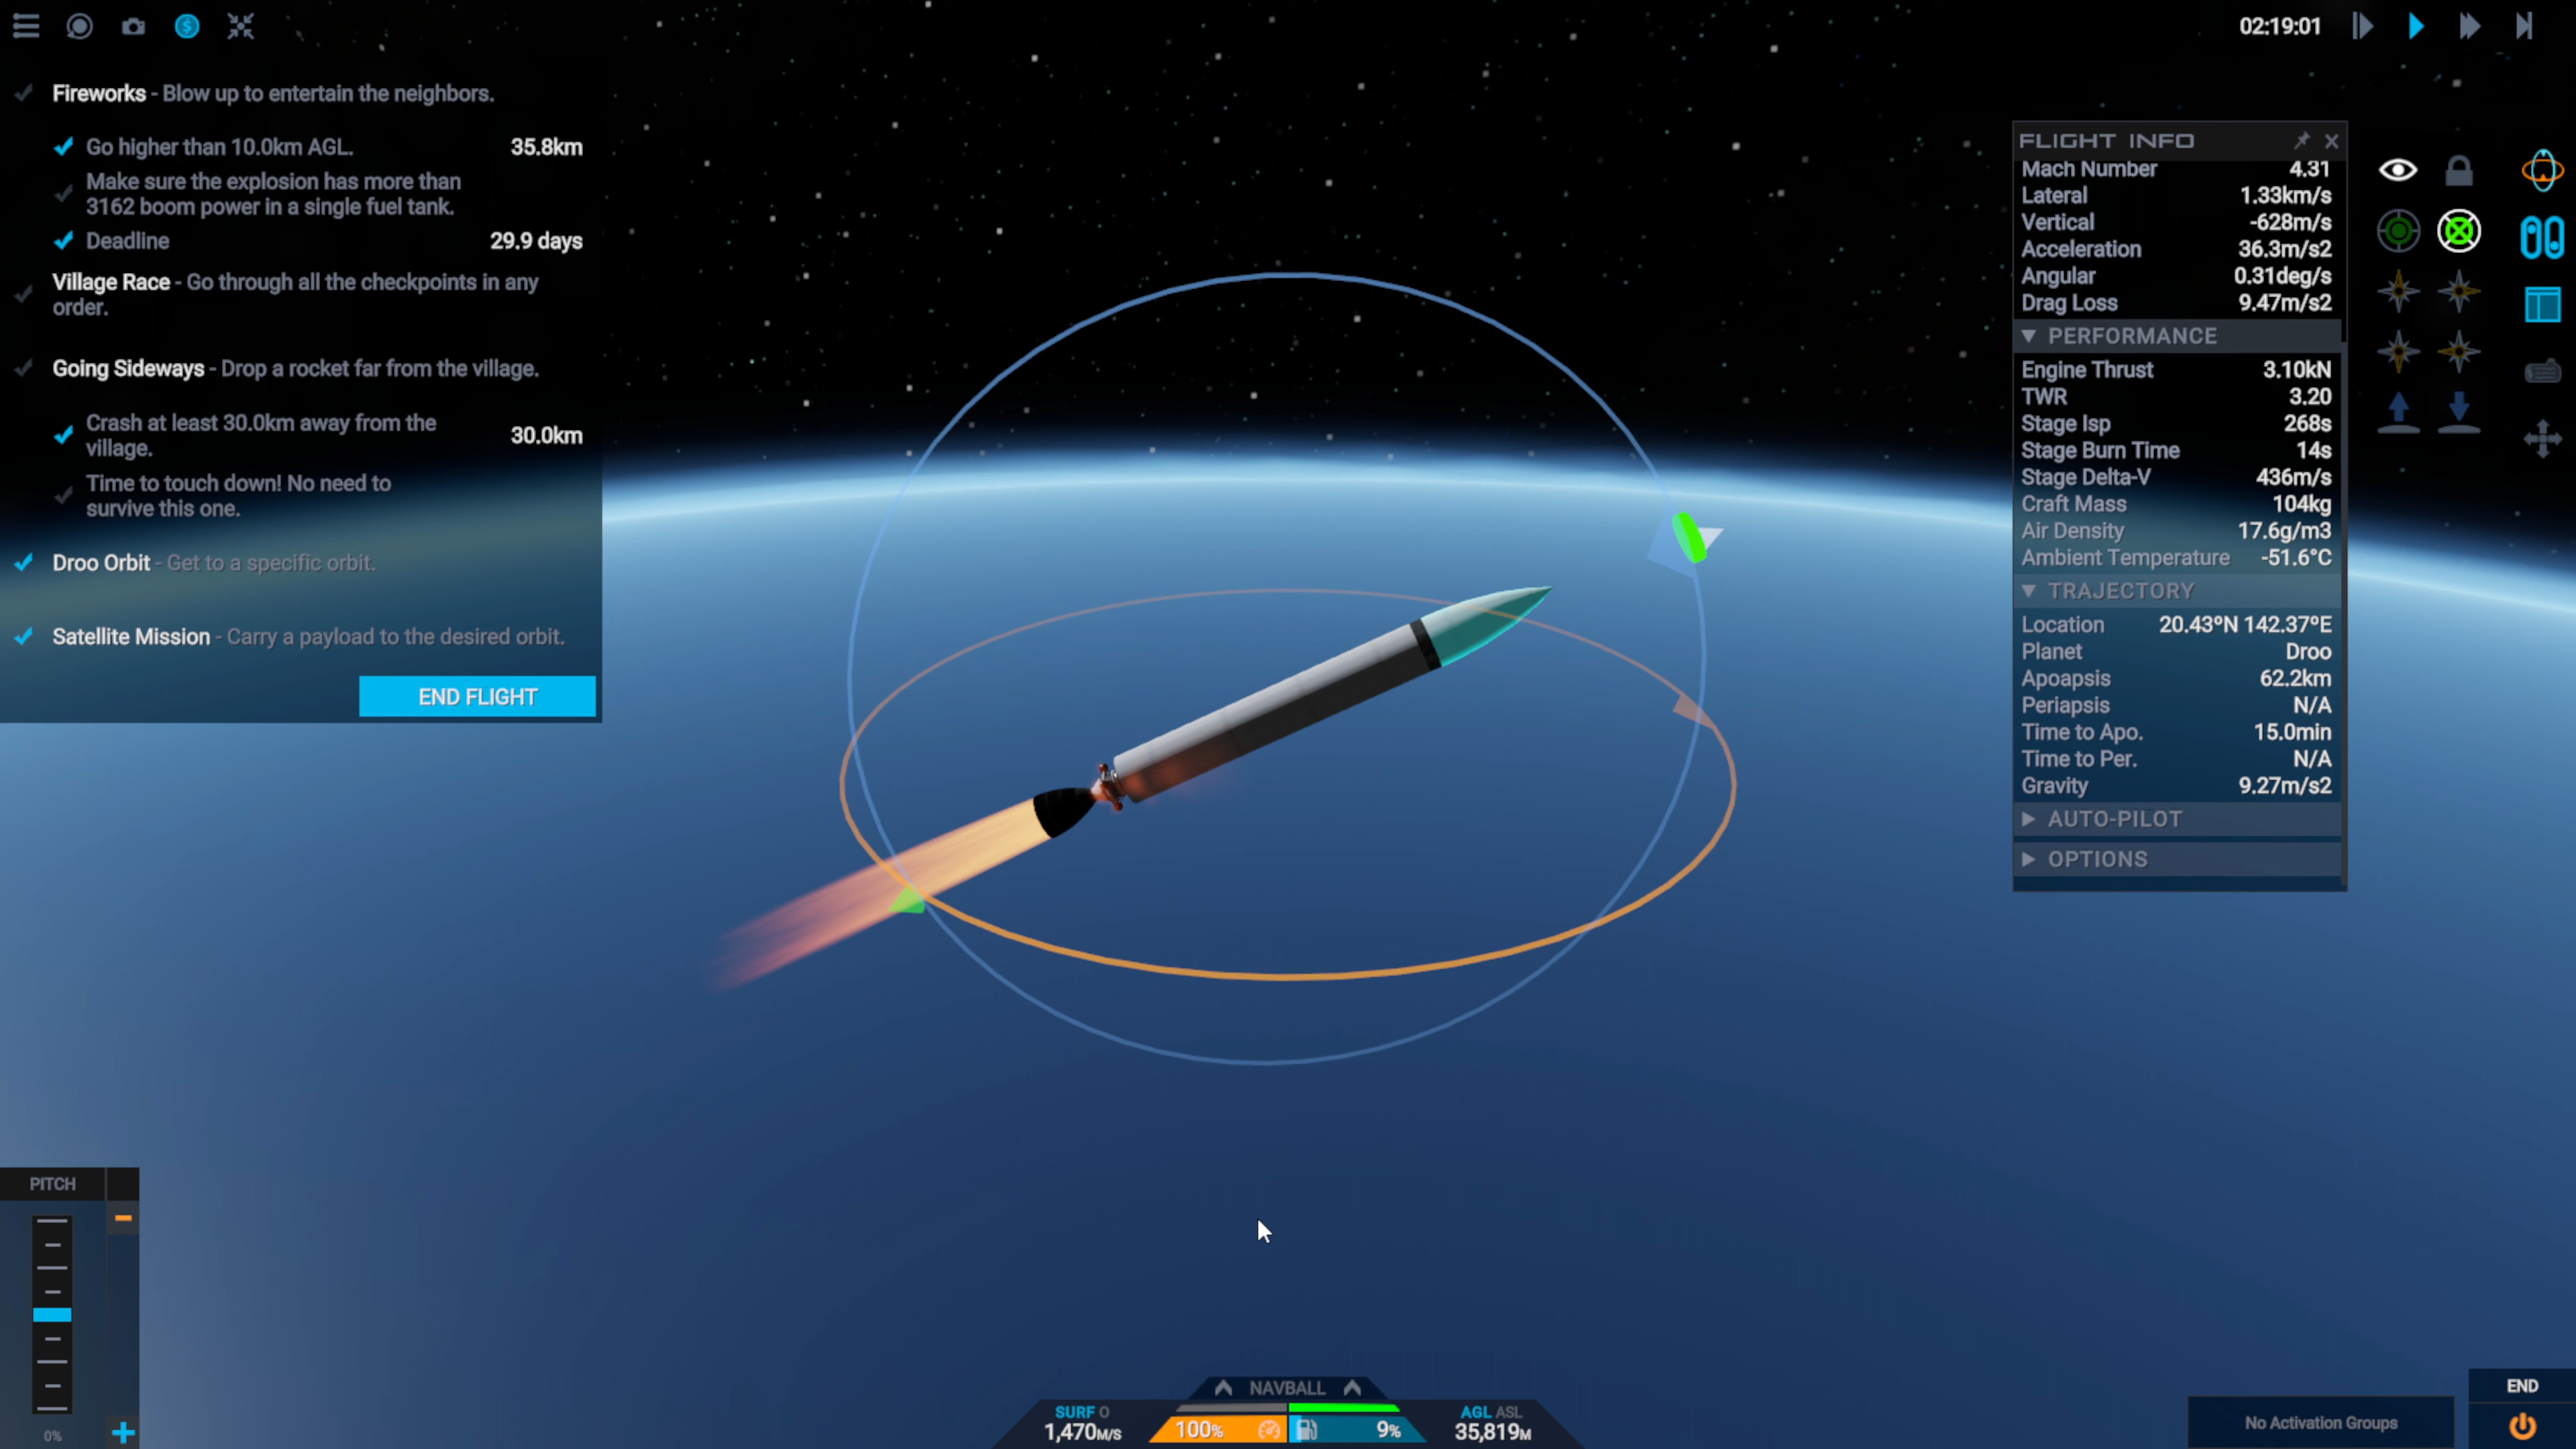 02:19:01
Fireworks - Blow up to entertain the neighbors.
Go higher than 10.0km AGL. 35.8km
Make sure the explosion has more than
3162 boom power in a single fuel tank.
Deadline 29.9 days
Village Race - Go through all the checkpoints in any
order.
Going Sideways - Drop a rocket far from the village.
Crash at least 30.0km away from the
village. 30.0km
Time to touch down! No need to
survive this one.
Droo Orbit - Get to a specific orbit.
Satellite Mission - Carry a payload to the desired orbit.
END FLIGHT
FLIGHT INFO
Mach Number 4.31
Lateral 1.33km/s
Vertical -628m/s
Acceleration 36.3m/s2
Angular 0.31deg/s
Drag Loss 9.47m/s2
PERFORMANCE
Engine Thrust 3.10kN
TWR 3.20
Stage Isp 268s
Stage Burn Time 14s
Stage Delta-V 436m/s
Craft Mass 104kg
Air Density 17.6g/m3
Ambient Temperature -51.6°C
TRAJECTORY
Location 20.43°N 142.37°E
Planet Droo
Apoapsis 62.2km
Periapsis N/A
Time to Apo. 15.0min
Time to Per. N/A
Gravity 9.27m/s2
AUTO-PILOT
OPTIONS
PITCH
0%
NAVBALL
SURF O
1,470M/S
100%
9%
AGL ASL
35,819M
No Activation Groups
END